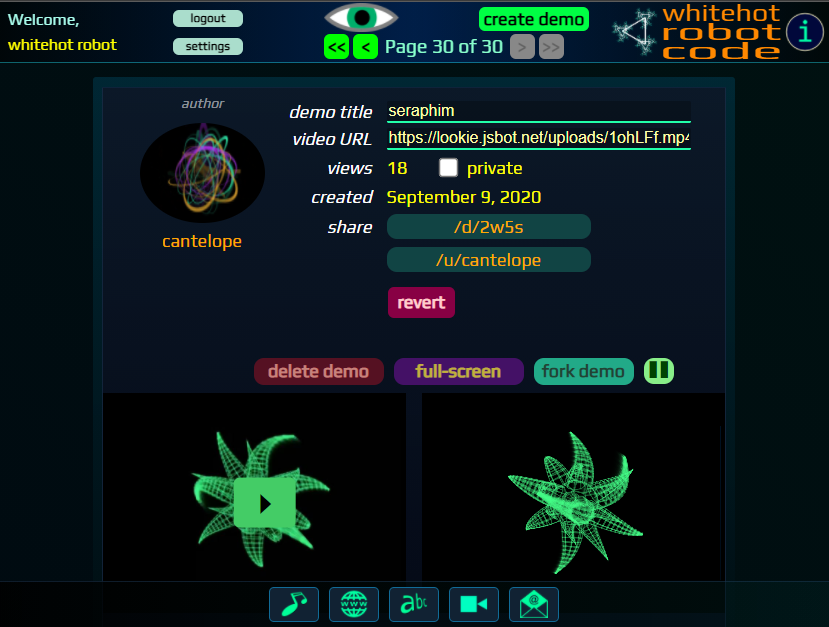 Welcome,
logout
create demo
whitehot
robot
code
i
whitehot robot
settings
<< < Page 30 of 30 > >>
author
demo title seraphim
video URL https://lookie.jsbot.net/uploads/1ohLFf.mp4
views 18 private
created September 9, 2020
cantelope
share /d/2w5s
/u/cantelope
revert
delete demo full-screen fork demo
www abc @